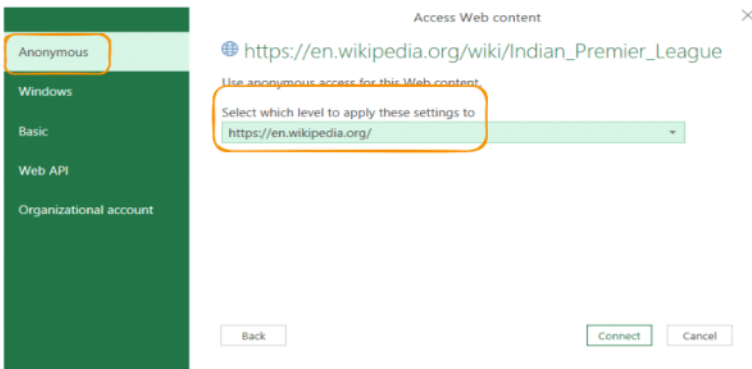 Access Web content
Anonymous
Windows
Basic
Web API
Organizational account
https://en.wikipedia.org/wiki/Indian_Premier_League
Use anonymous access for this Web content.
Select which level to apply these settings to
https://en.wikipedia.org/
Back
Connect
Cancel